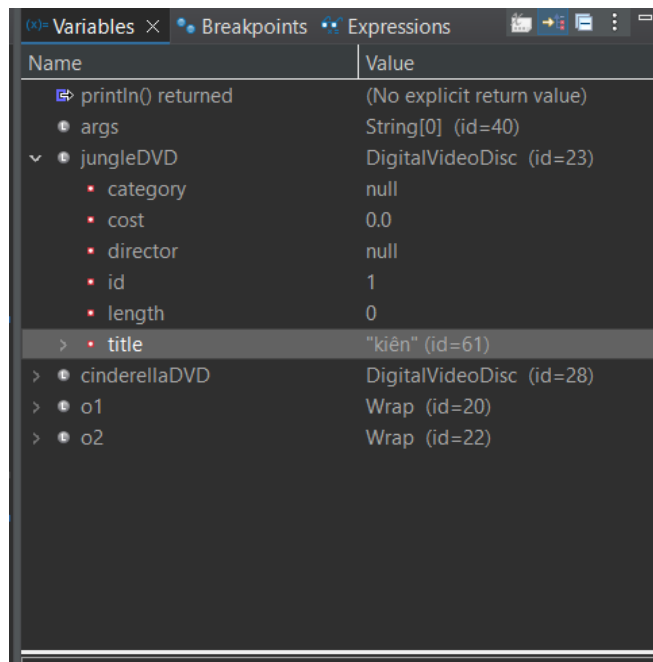 (x)= Variables Breakpoints Expressions
Name Value
println() returned (No explicit return value)
args String[0] (id=40)
jungleDVD DigitalVideoDisc (id=23)
category null
cost 0.0
director null
id 1
length 0
title "kiên" (id=61)
cinderellaDVD DigitalVideoDisc (id=28)
o1 Wrap (id=20)
o2 Wrap (id=22)